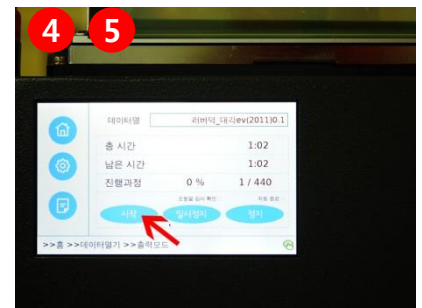 4 5
데이터명 러버덕_대각ev(2011)0.1
총 시간 1:02
남은 시간 1:02
진행과정 0 % 1 / 440
시작 일시정지 정지
>>홈 >>데이터열기 >>출력모드